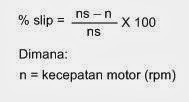 % slip = ns – n / ns X 100
Dimana:
n = kecepatan motor (rpm)